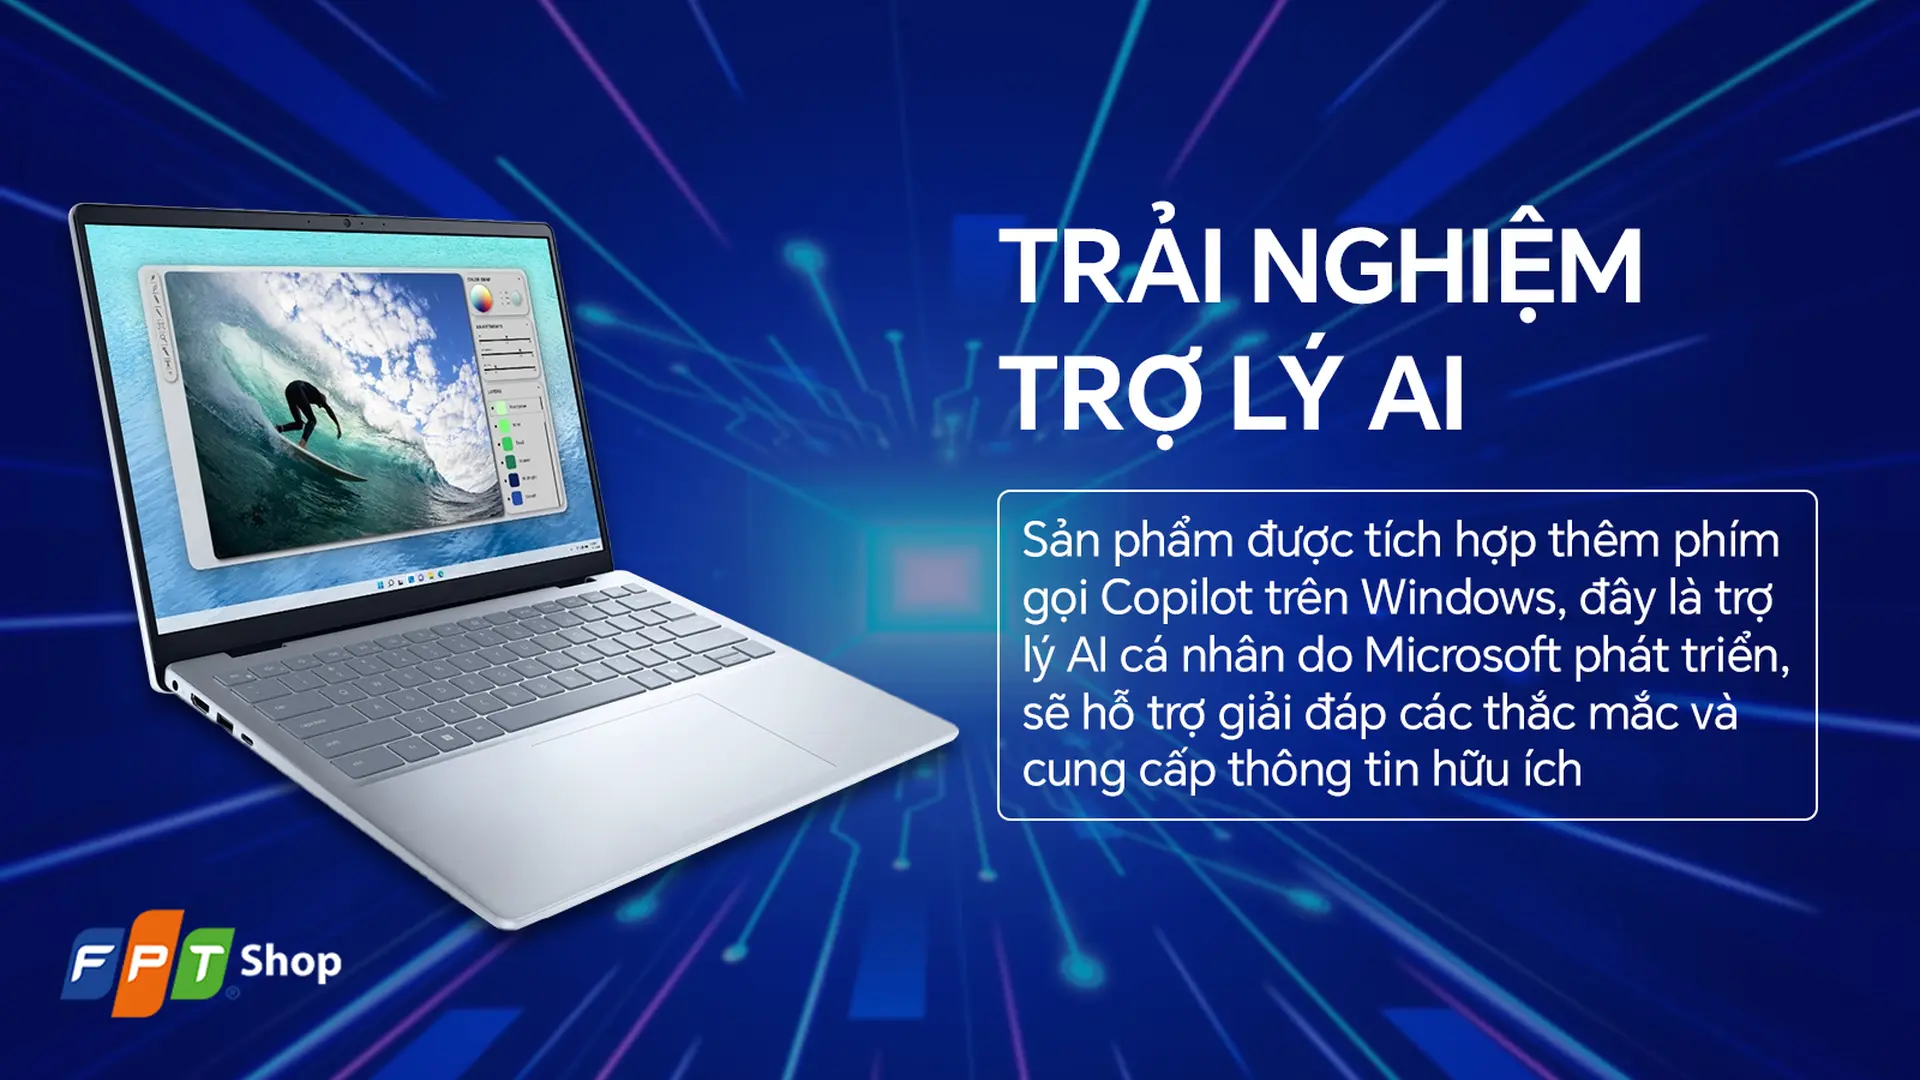 TRẢI NGHIỆM
TRỢ LÝ AI
Sản phẩm được tích hợp thêm phím
gọi Copilot trên Windows, đây là trợ
lý AI cá nhân do Microsoft phát triển,
sẽ hỗ trợ giải đáp các thắc mắc và
cung cấp thông tin hữu ích
FPT® Shop